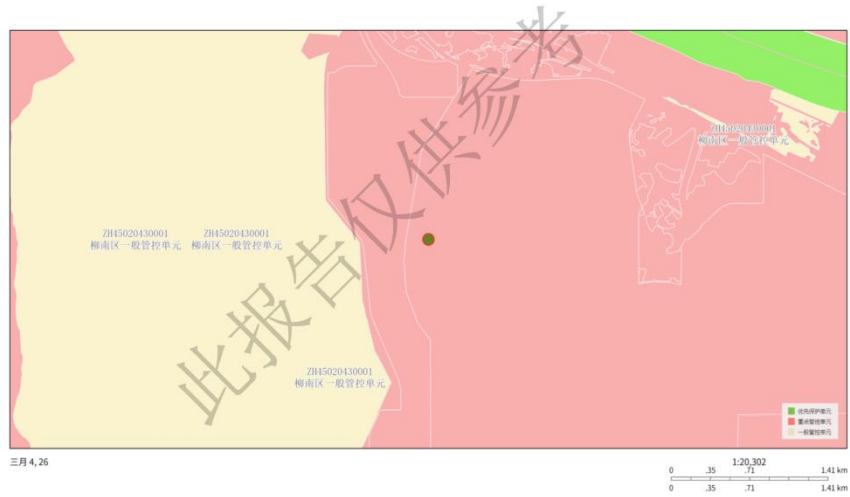 此报告仅供参考
ZH45020430001
柳南区一般管控单元
ZH45020430001
柳南区一般管控单元
ZH45020430001
柳南区一般管控单元
ZH45020430001
柳南区一般管控单元
优先保护单元
重点管控单元
一般管控单元
三月 4, 26
1:20,302
0 .35 .71 1.41 km
0 .35 .71 1.41 km